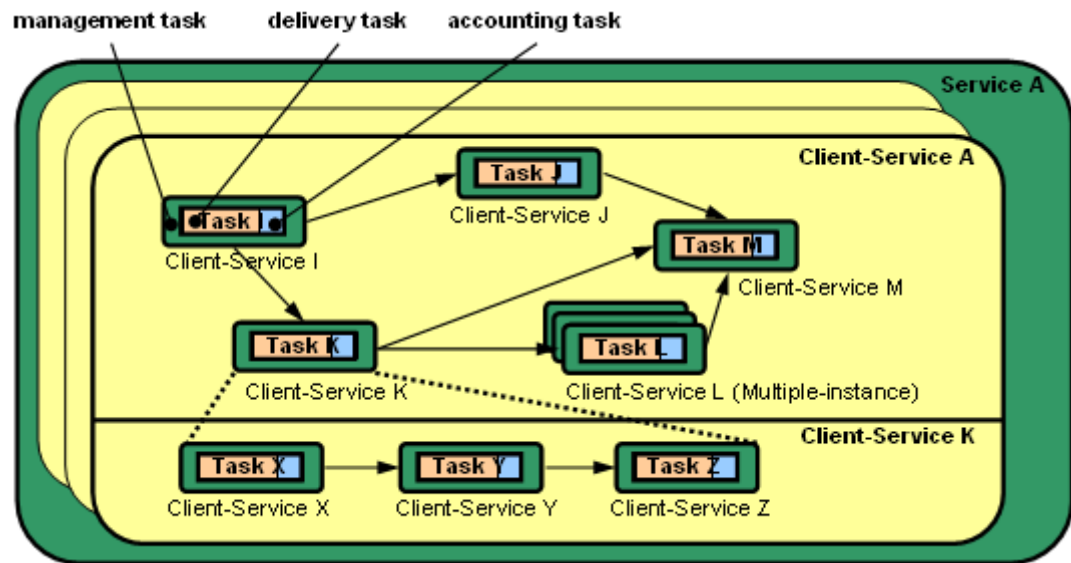 management task
delivery task
accounting task
Service A
Client-Service A
Task J
Client-Service J
Task I
Client-Service I
Task M
Client-Service M
Task K
Client-Service K
Task L
Client-Service L (Multiple-instance)
Client-Service K
Task X
Client-Service X
Task Y
Client-Service Y
Task Z
Client-Service Z